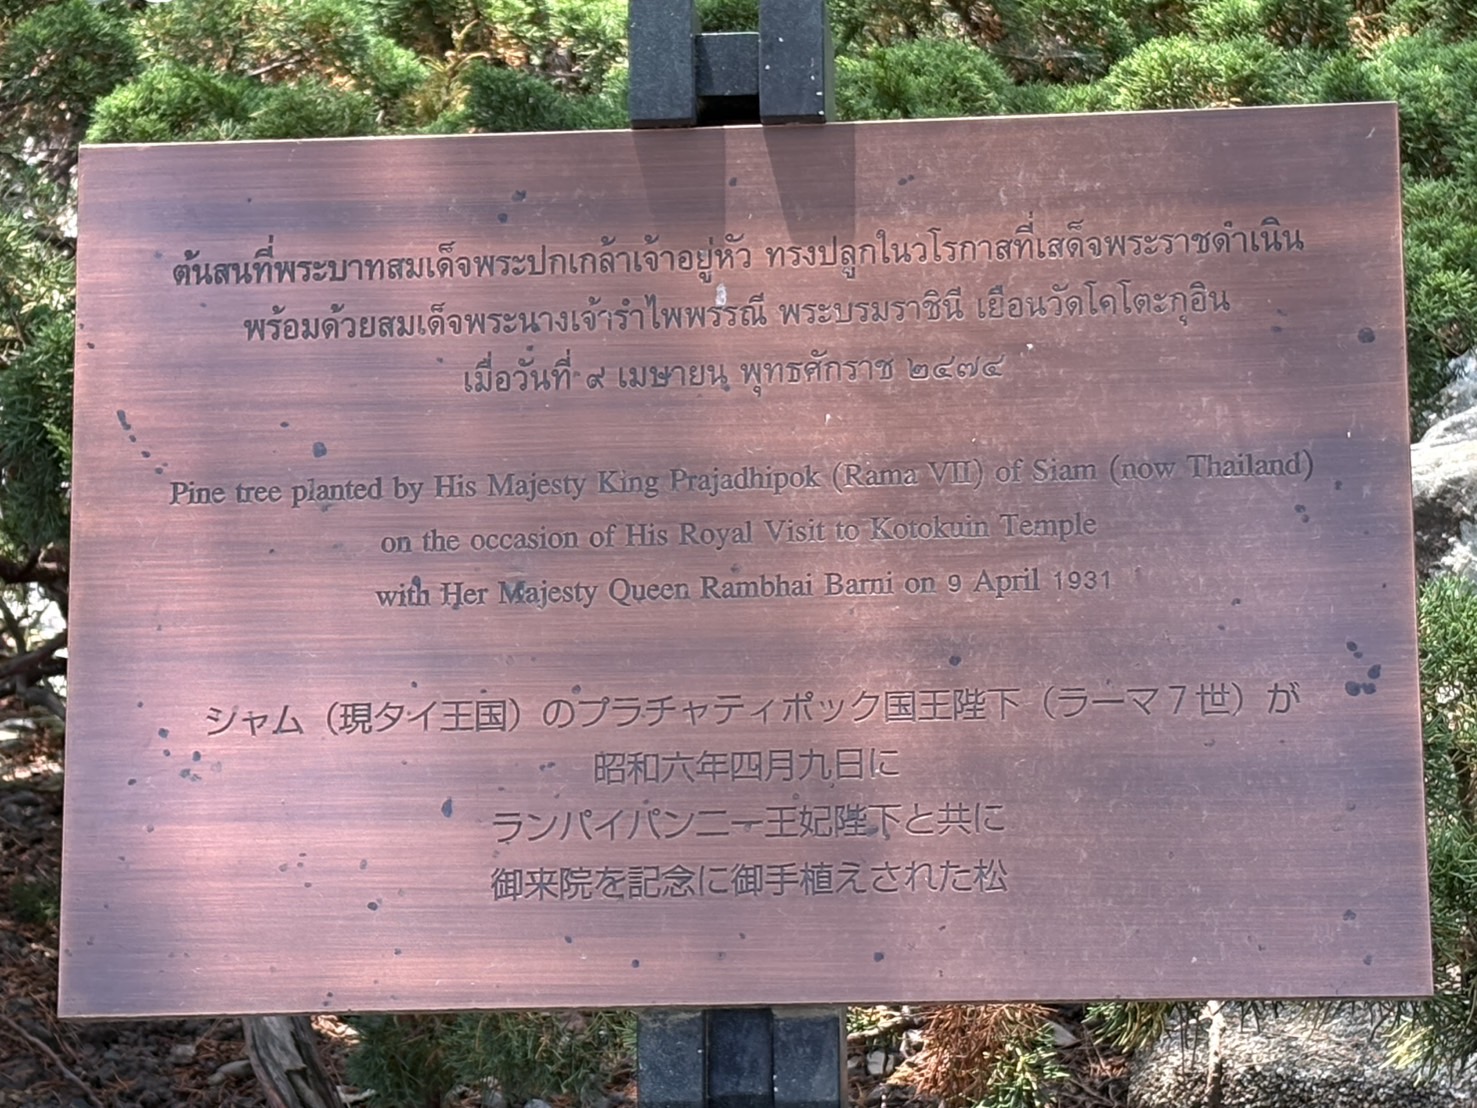 ต้นสนที่พระบาทสมเด็จพระปกเกล้าเจ้าอยู่หัว ทรงปลูกในวโรกาสที่เสด็จพระราชดำเนิน
พร้อมด้วยสมเด็จพระนางเจ้ารำไพพรรณี พระบรมราชินี เยือนวัดโคโตะกุอิน
เมื่อวันที่ ๙ เมษายน พุทธศักราช ๒๔๗๔
Pine tree planted by His Majesty King Prajadhipok (Rama VII) of Siam (now Thailand)
on the occasion of His Royal Visit to Kotokuin Temple
with Her Majesty Queen Rambhai Barni on 9 April 1931
シャム（現タイ王国）のプラチャティポック国王陛下（ラーマ７世）が
昭和六年四月九日に
ランパイパンニー王妃陛下と共に
御来院を記念に御手植えされた松